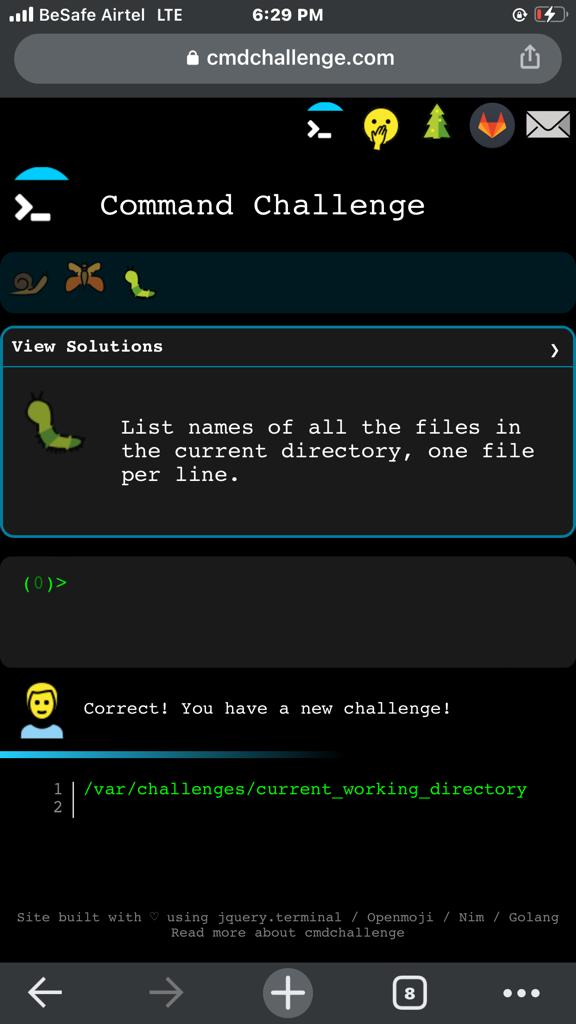 BeSafe Airtel LTE 6:29 PM
cmdchallenge.com
Command Challenge
View Solutions
List names of all the files in
the current directory, one file
per line.
(0)>
Correct! You have a new challenge!
1 /var/challenges/current_working_directory
2
Site built with ♡ using jquery.terminal / Openmoji / Nim / Golang
Read more about cmdchallenge
8